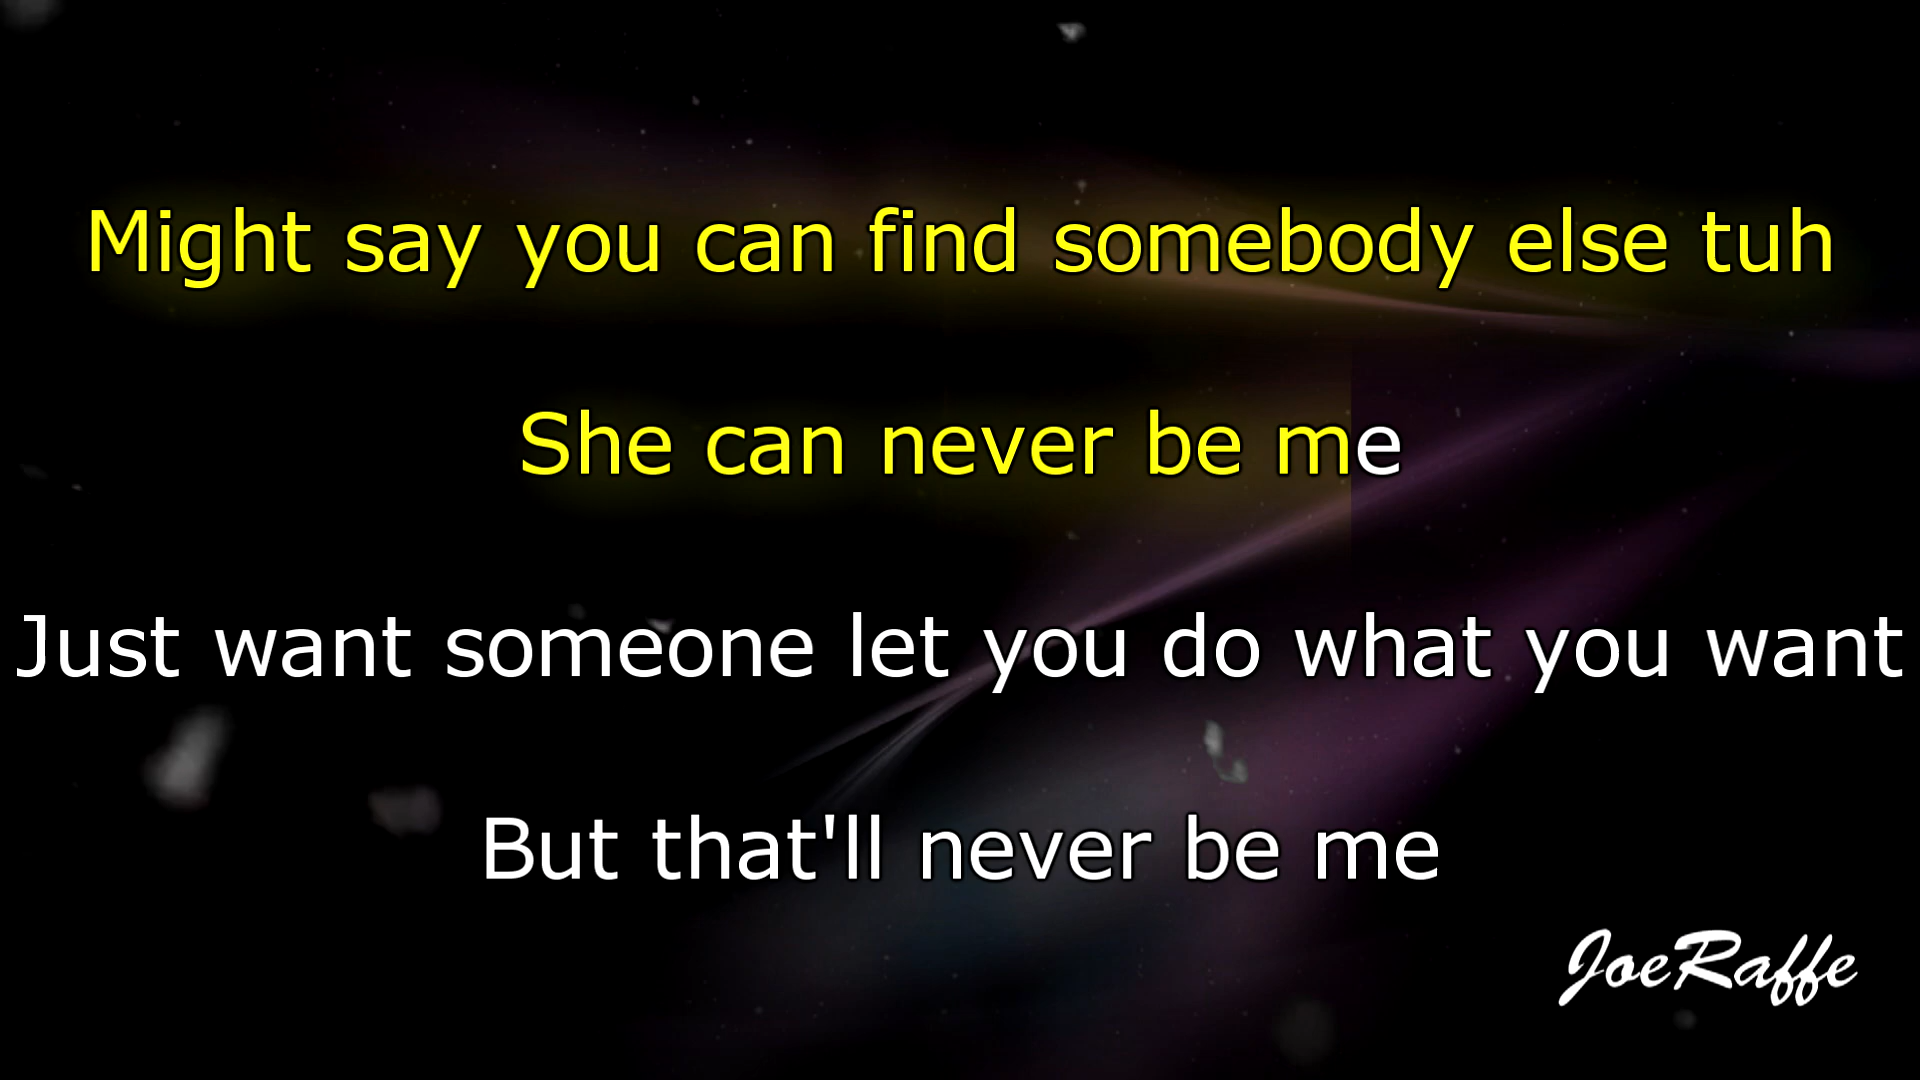 Might say you can find somebody else tuh
She can never be me
Just want someone let you do what you want
But that'll never be me
JoeRaffe